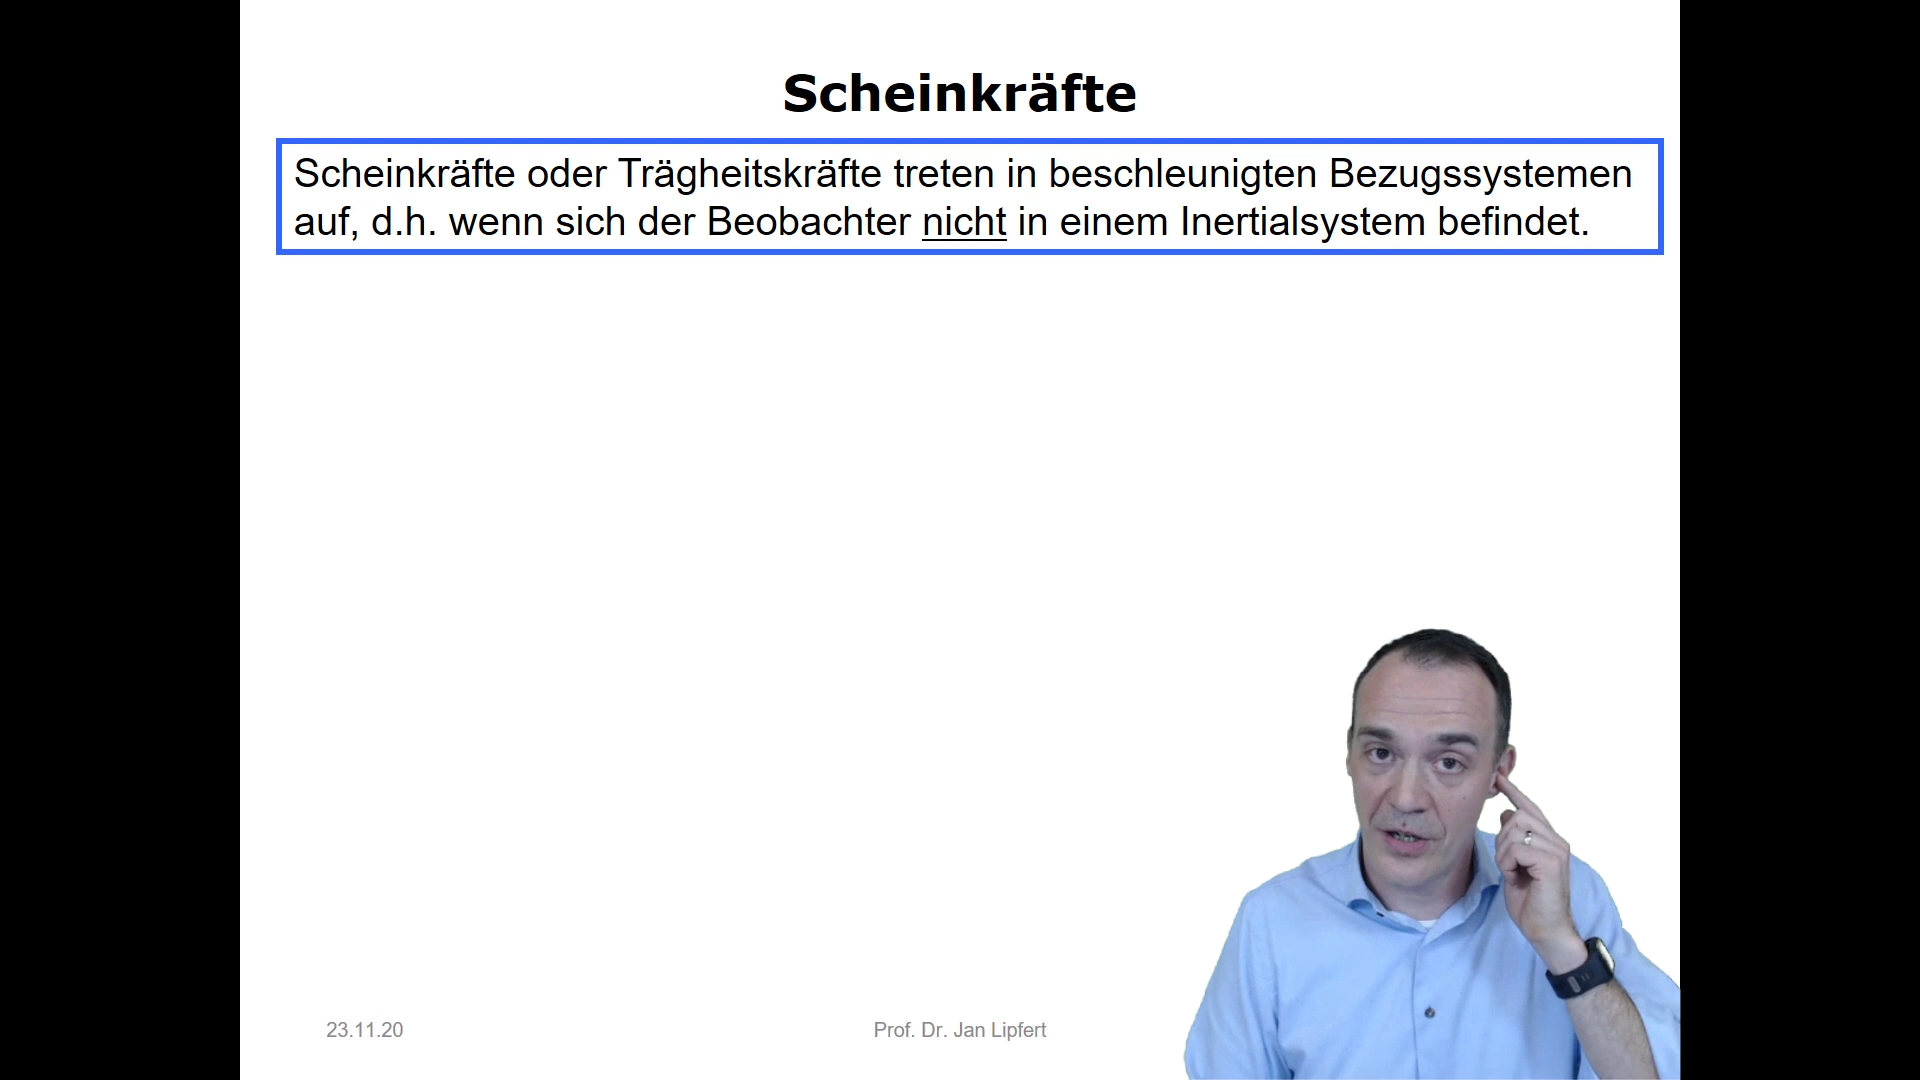 Scheinkräfte
Scheinkräfte oder Trägheitskräfte treten in beschleunigten Bezugssystemen
auf, d.h. wenn sich der Beobachter nicht in einem Inertialsystem befindet.
23.11.20
Prof. Dr. Jan Lipfert